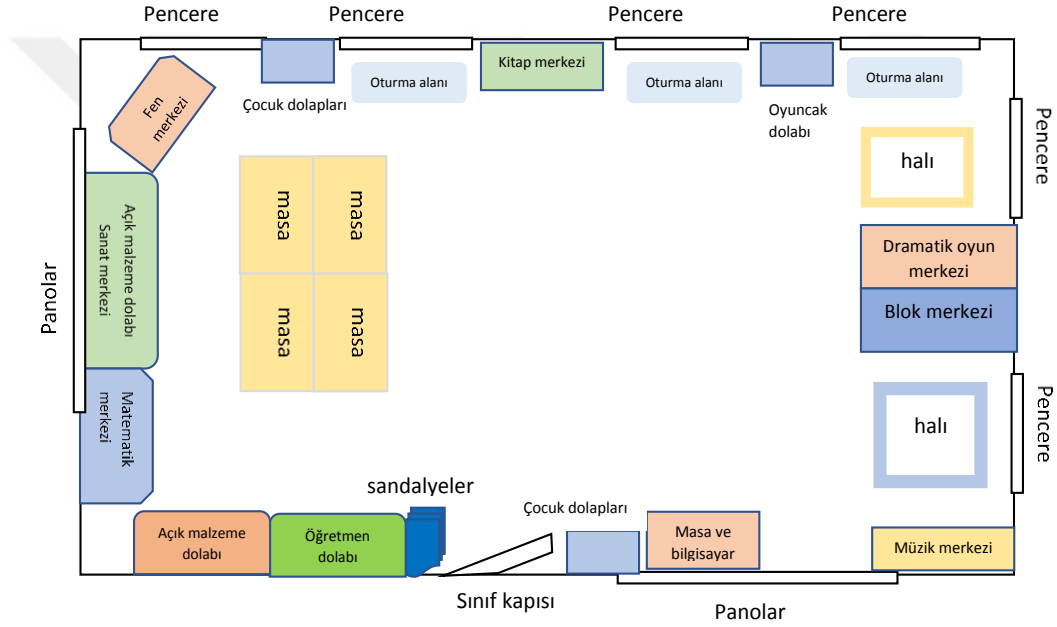 Pencere
Pencere
Pencere
Pencere
Fen
merkezi
Çocuk dolapları
Oturma alanı
Kitap merkezi
Oturma alanı
Oyuncak
dolabı
Oturma alanı
Pencere
halı
Panolar
Açık malzeme dolabı
Sanat merkezi
masa
masa
masa
masa
Dramatik oyun
merkezi
Blok merkezi
Matematik
merkezi
halı
Pencere
sandalyeler
Açık malzeme
dolabı
Öğretmen
dolabı
Çocuk dolapları
Masa ve
bilgisayar
Müzik merkezi
Sınıf kapısı
Panolar